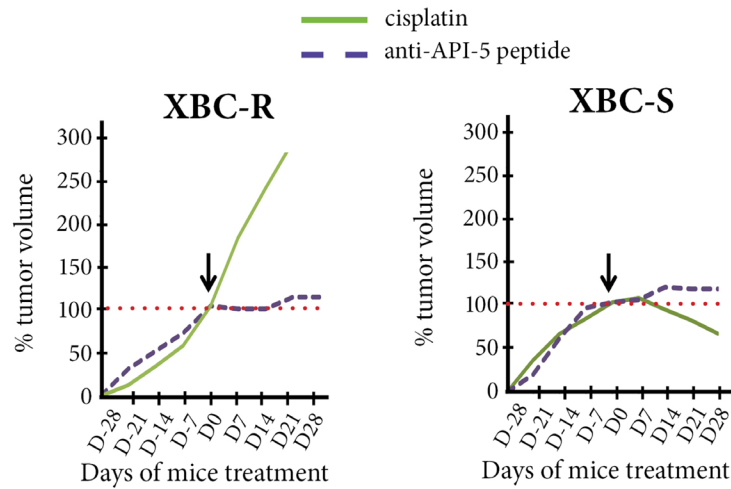 cisplatin
anti-API-5 peptide
XBC-R
% tumor volume
300
250
200
150
100
50
0
D-28
D-21
D-14
D-7
D0
D7
D14
D21
D28
Days of mice treatment
XBC-S
% tumor volume
300
250
200
150
100
50
0
D-28
D-21
D-14
D-7
D0
D7
D14
D21
D28
Days of mice treatment